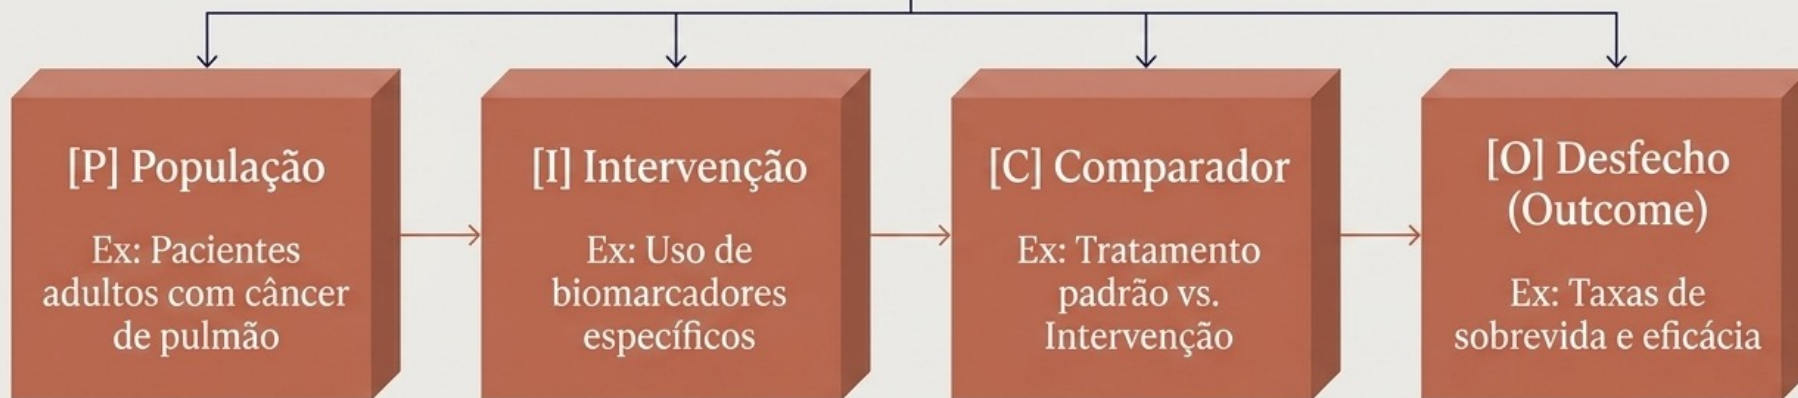 [P] População
Ex: Pacientes
adultos com câncer
de pulmão
[I] Intervenção
Ex: Uso de
biomarcadores
específicos
[C] Comparador
Ex: Tratamento
padrão vs.
Intervenção
[O] Desfecho
(Outcome)
Ex: Taxas de
sobrevida e eficácia